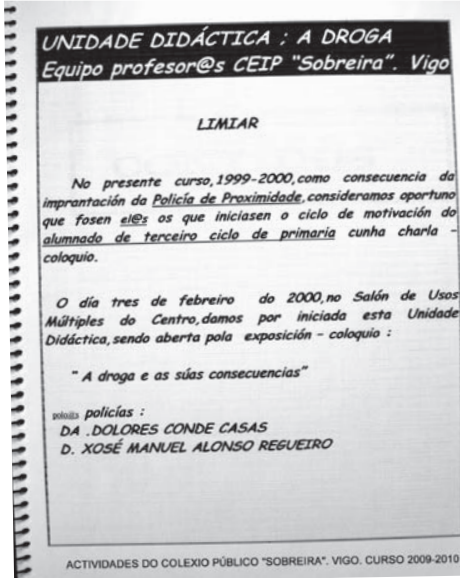 UNIDADE DIDÁCTICA : A DROGA
Equipo profesor@s CEIP "Sobreira". Vigo
LIMIAR
No presente curso,1999-2000,como consecuencia da
imprantación da Policía de Proximidade,consideramos oportuno
que fosen el@s os que iniciasen o ciclo de motivación do
alumnado de terceiro ciclo de primaria cunha charla –
coloquio.
O día tres de febreiro do 2000,no Salón de Usos
Múltiples do Centro,damos por iniciada esta Unidade
Didáctica,sendo aberta pola exposición – coloquio :
" A droga e as súas consecuencias"
polo@s policías :
DA .DOLORES CONDE CASAS
D. XOSÉ MANUEL ALONSO REGUEIRO
ACTIVIDADES DO COLEXIO PÚBLICO "SOBREIRA". VIGO. CURSO 2009-2010